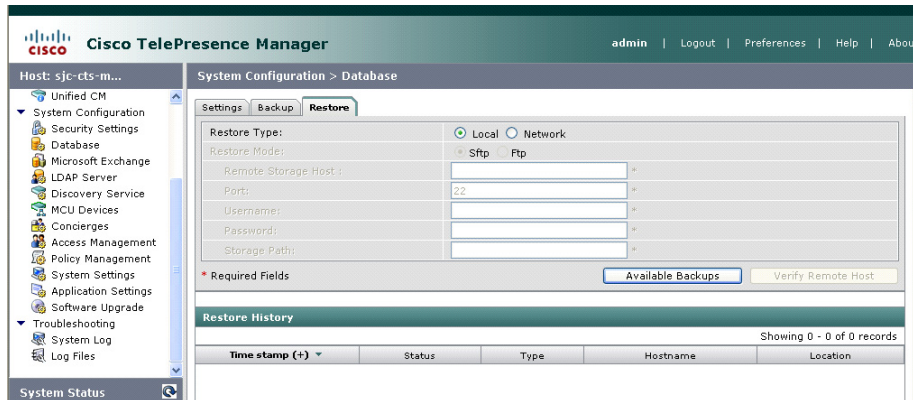 CISCO
Cisco TelePresence Manager
admin | Logout | Preferences | Help | Abou
Host: sjc-cts-m...
System Configuration > Database
Unified CM
System Configuration
Security Settings
Database
Microsoft Exchange
LDAP Server
Discovery Service
MCU Devices
Concierges
Access Management
Policy Management
System Settings
Application Settings
Software Upgrade
Troubleshooting
System Log
Log Files
System Status
Settings Backup Restore
Restore Type: Local Network
Restore Mode: Sftp Ftp
Remote Storage Host : *
Port: 22 *
Username: *
Password: *
Storage Path: *
* Required Fields Available Backups Verify Remote Host
Restore History
Showing 0 - 0 of 0 records
Time stamp (+) Status Type Hostname Location